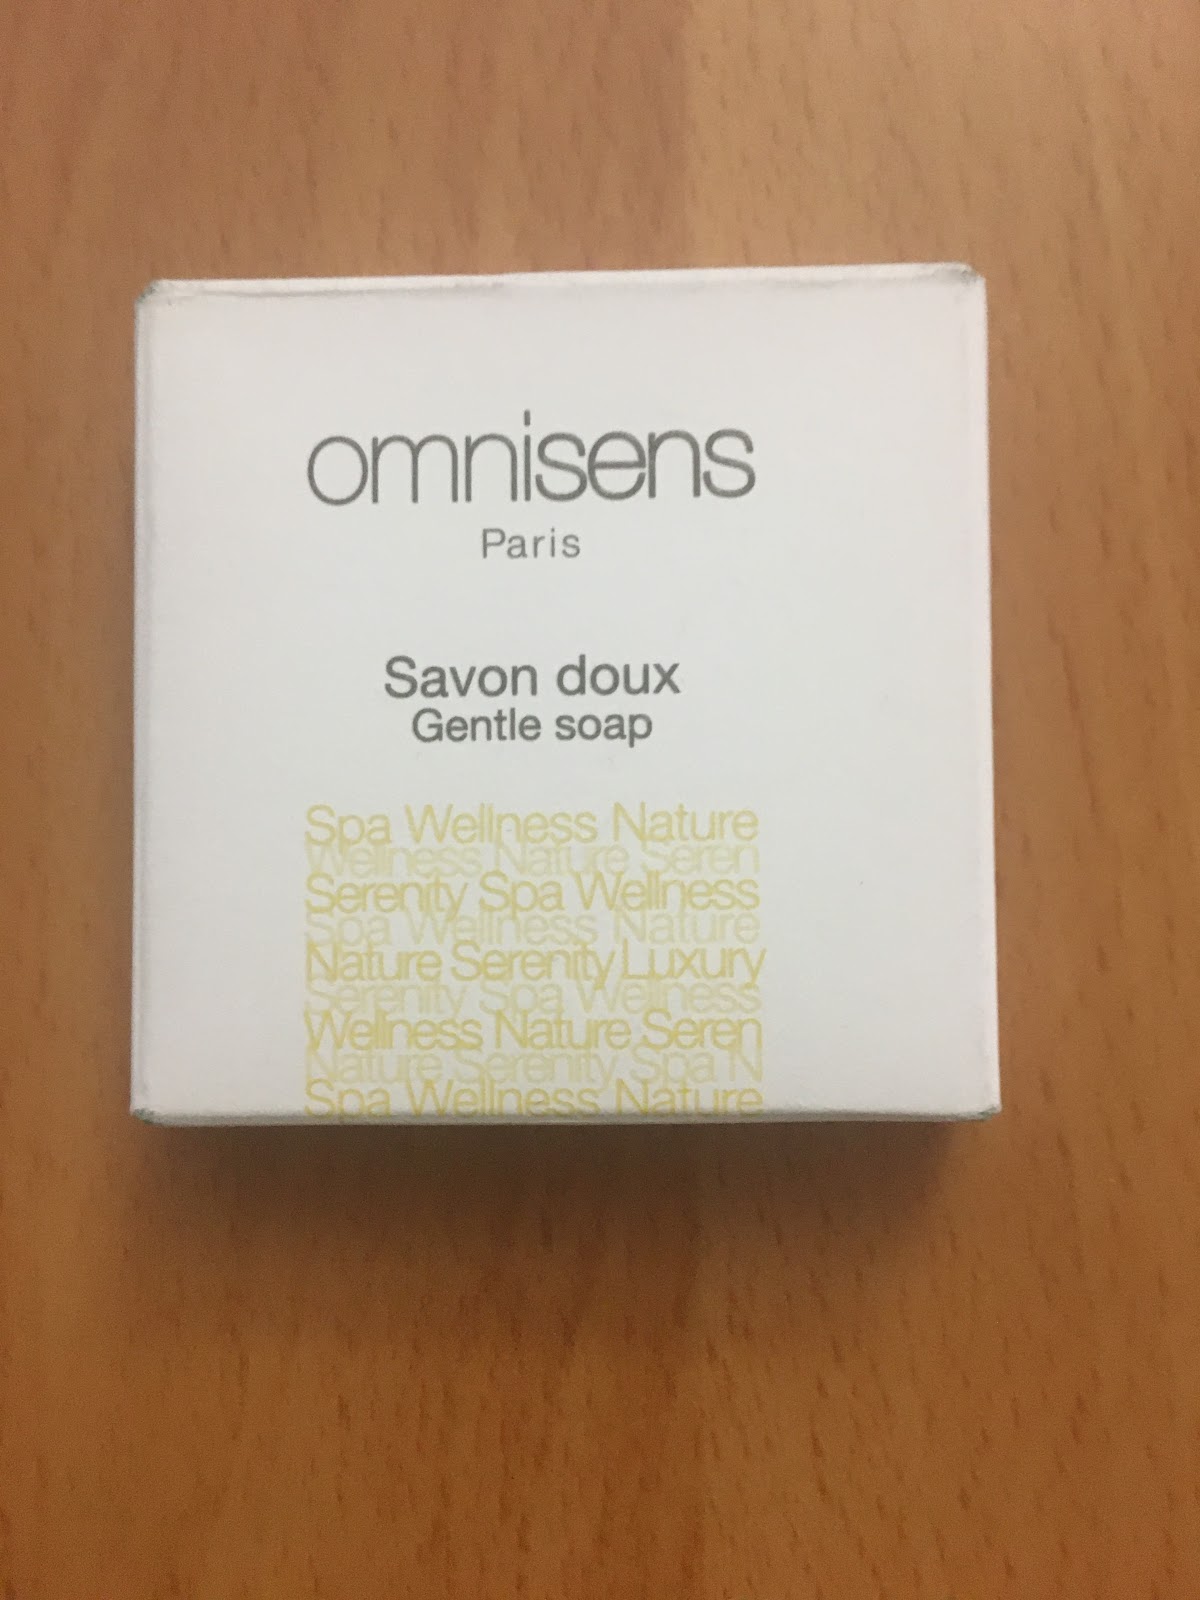 omnisens
Paris
Savon doux
Gentle soap
Spa Wellness Nature
Wellness Nature Seren
Serenity Spa Wellness
Spa Wellness Nature
Nature Serenity Luxury
Serenity Spa Wellness
Wellness Nature Seren
Nature Serenity Spa N
Spa Wellness Nature